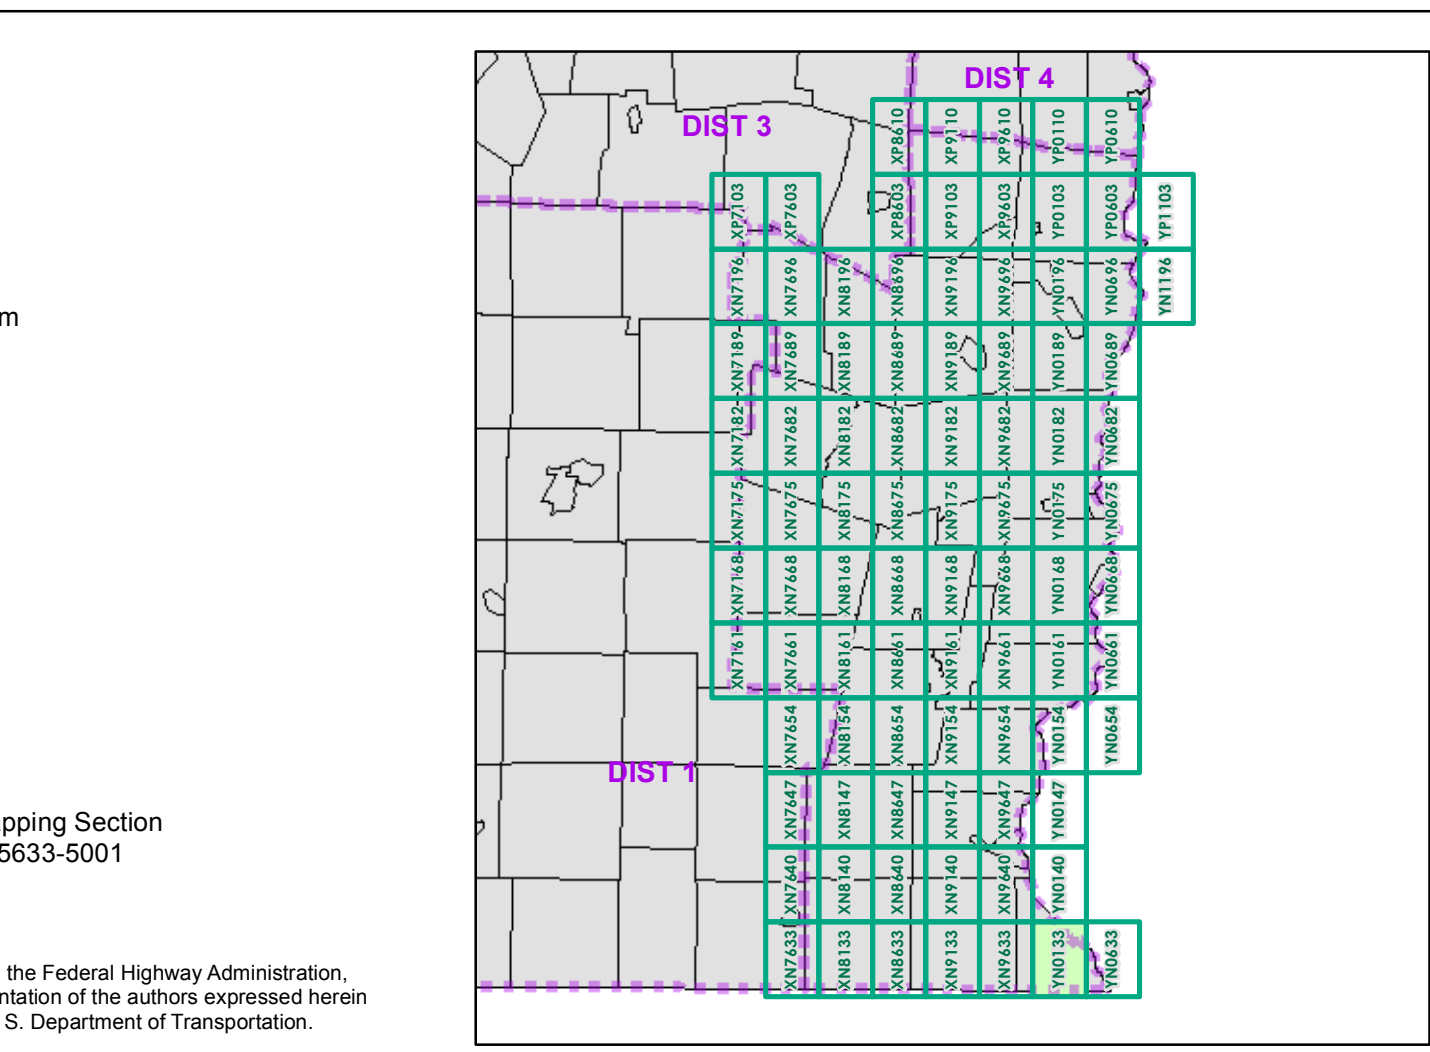 DIST 4
DIST 3
XP8610 XP9110 XP9610 YP0110 YP0610
XP7103 XP7603 XP8603 XP9103 XP9603 YP0103 YP0603 YP1103
XN7196 XN7696 XN8196 XN8696 XN9196 XN9696 YN0196 YN0696 YN1196
m
XN7189 XN7689 XN8189 XN8689 XN9189 XN9689 YN0189 YN0689
XN7182 XN7682 XN8182 XN8682 XN9182 XN9682 YN0182 YN0682
XN7175 XN7675 XN8175 XN8675 XN9175 XN9675 YN0175 YN0675
XN7168 XN7668 XN8168 XN8668 XN9168 XN9668 YN0168 YN0668
XN7161 XN7661 XN8161 XN8661 XN9161 XN9661 YN0161 YN0661
XN7654 XN8154 XN8654 XN9154 XN9654 YN0154 YN0654
DIST 1
XN7647 XN8147 XN8647 XN9147 XN9647 YN0147
pping Section
5633-5001
XN7640 XN8140 XN8640 XN9140 XN9640 YN0140
XN7633 XN8133 XN8633 XN9133 XN9633 YN0133 YN0633
the Federal Highway Administration,
ntation of the authors expressed herein
S. Department of Transportation.